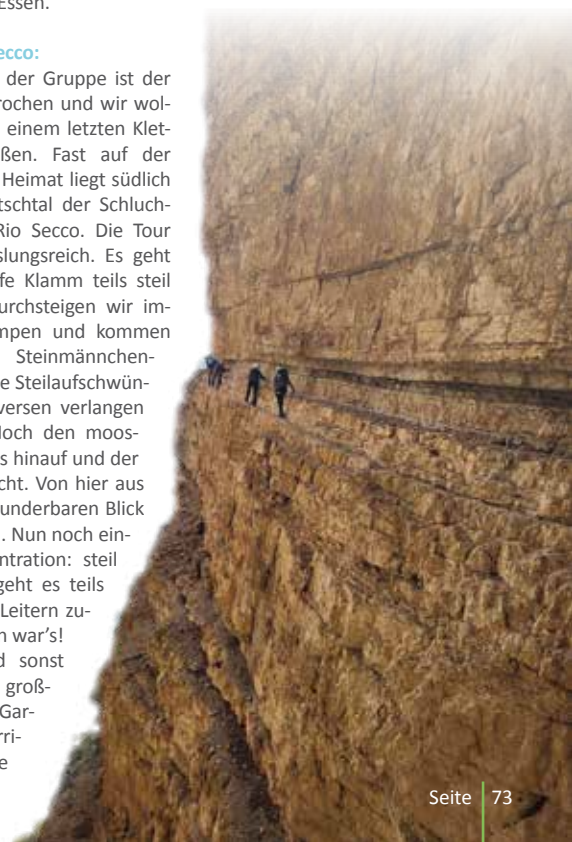 Essen.
ecco:
der Gruppe ist der
rochen und wir wol-
einem letzten Klet-
ßen. Fast auf der
Heimat liegt südlich
tschtal der Schluch-
Rio Secco. Die Tour
slungsreich. Es geht
fe Klamm teils steil
urchsteigen wir im-
mpen und kommen
Steinmännchen-
e Steilaufschwün-
versen verlangen
Noch den moos-
s hinauf und der
cht. Von hier aus
underbaren Blick
. Nun noch ein-
ntration: steil
geht es teils
Leitern zu-
n war's!
d sonst
groß-
Gar-
rri-
e
Seite 73